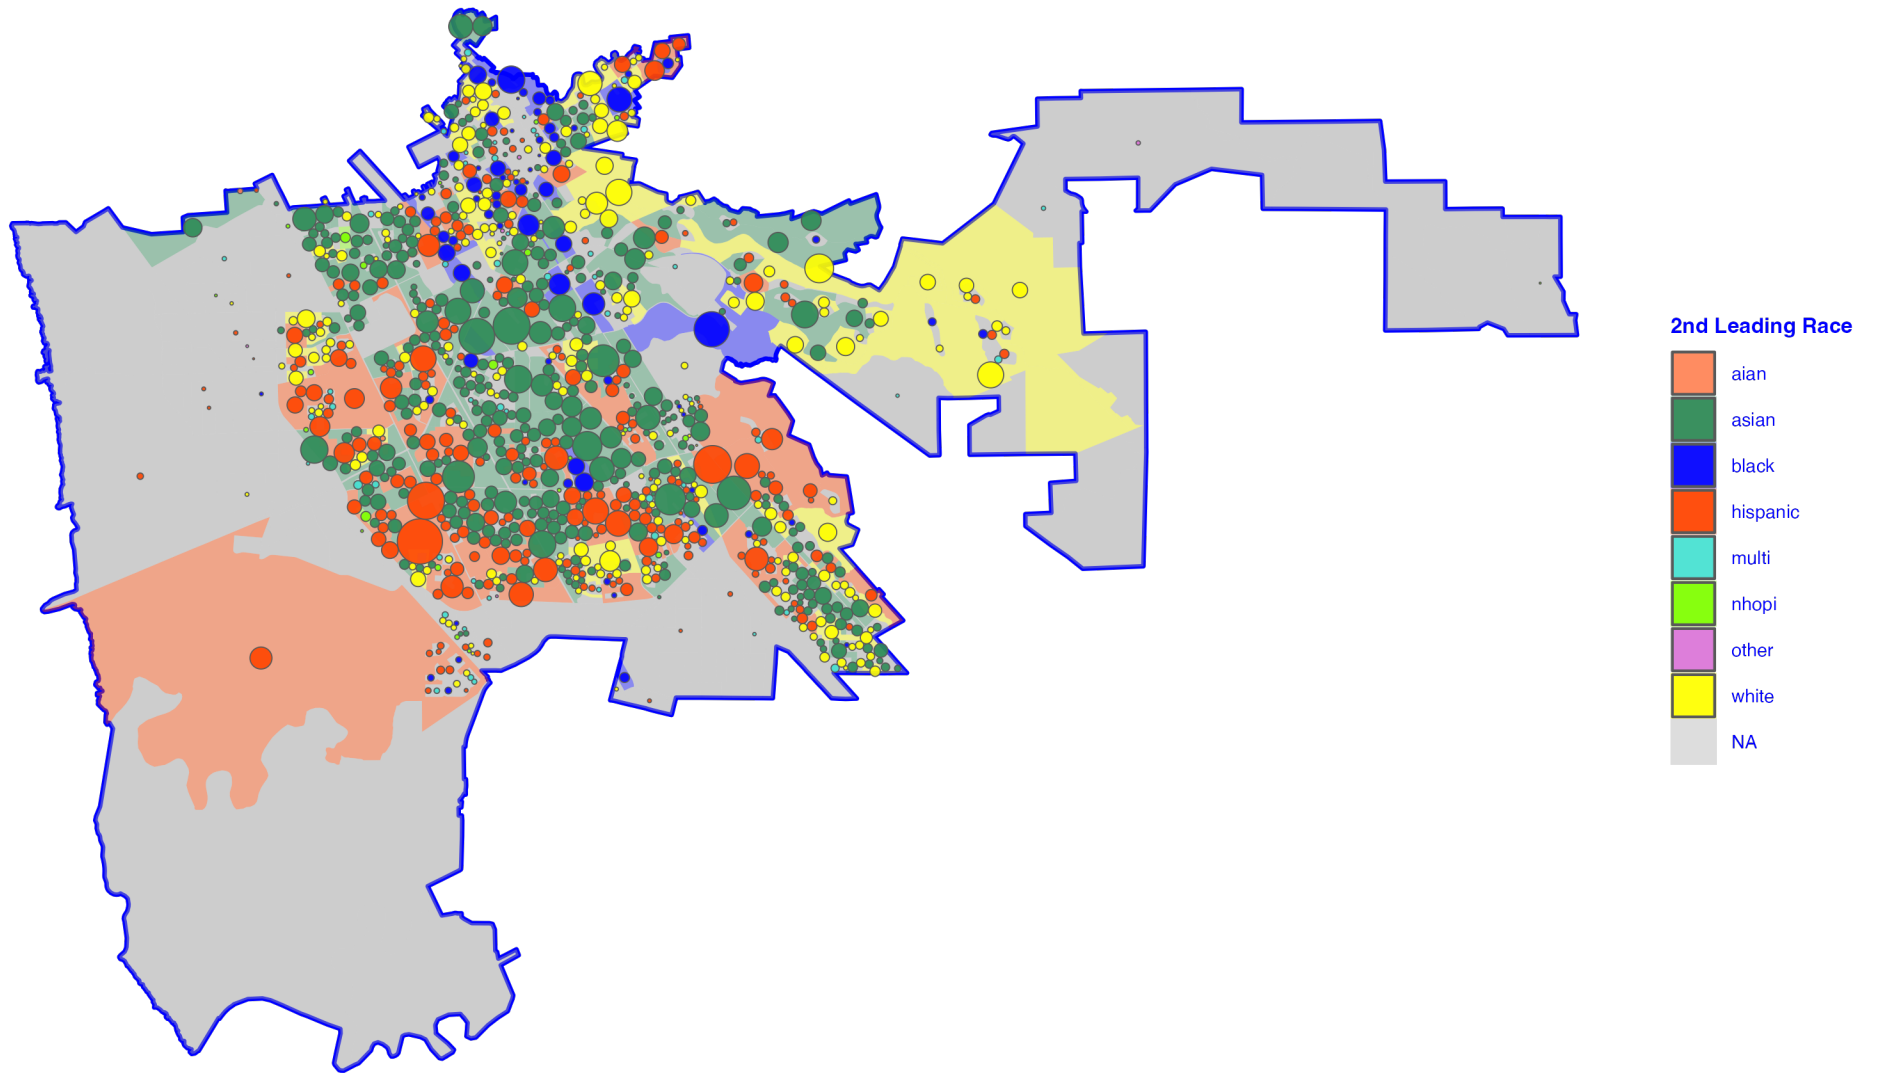 2nd Leading Race
aian
asian
black
hispanic
multi
nhopi
other
white
NA